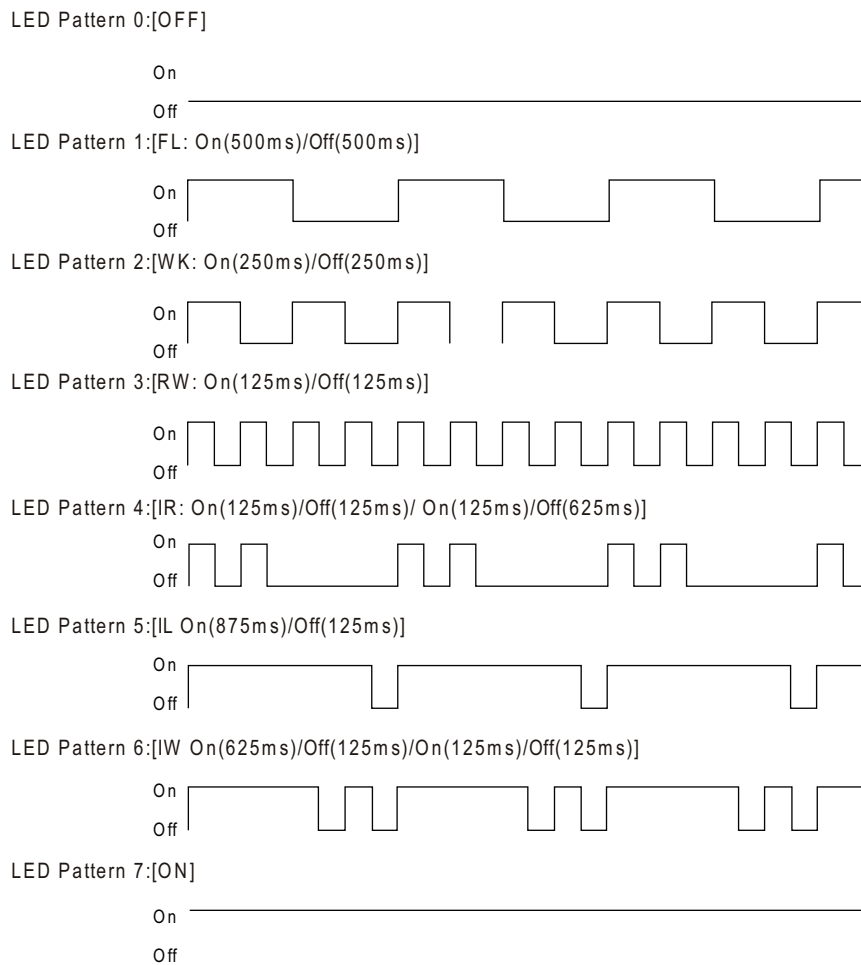 LED Pattern 0:[OFF]
On
Off
LED Pattern 1:[FL: On(500ms)/Off(500ms)]
On
Off
LED Pattern 2:[WK: On(250ms)/Off(250ms)]
On
Off
LED Pattern 3:[RW: On(125ms)/Off(125ms)]
On
Off
LED Pattern 4:[IR: On(125ms)/Off(125ms)/ On(125ms)/Off(625ms)]
On
Off
LED Pattern 5:[IL On(875ms)/Off(125ms)]
On
Off
LED Pattern 6:[IW On(625ms)/Off(125ms)/On(125ms)/Off(125ms)]
On
Off
LED Pattern 7:[ON]
On
Off